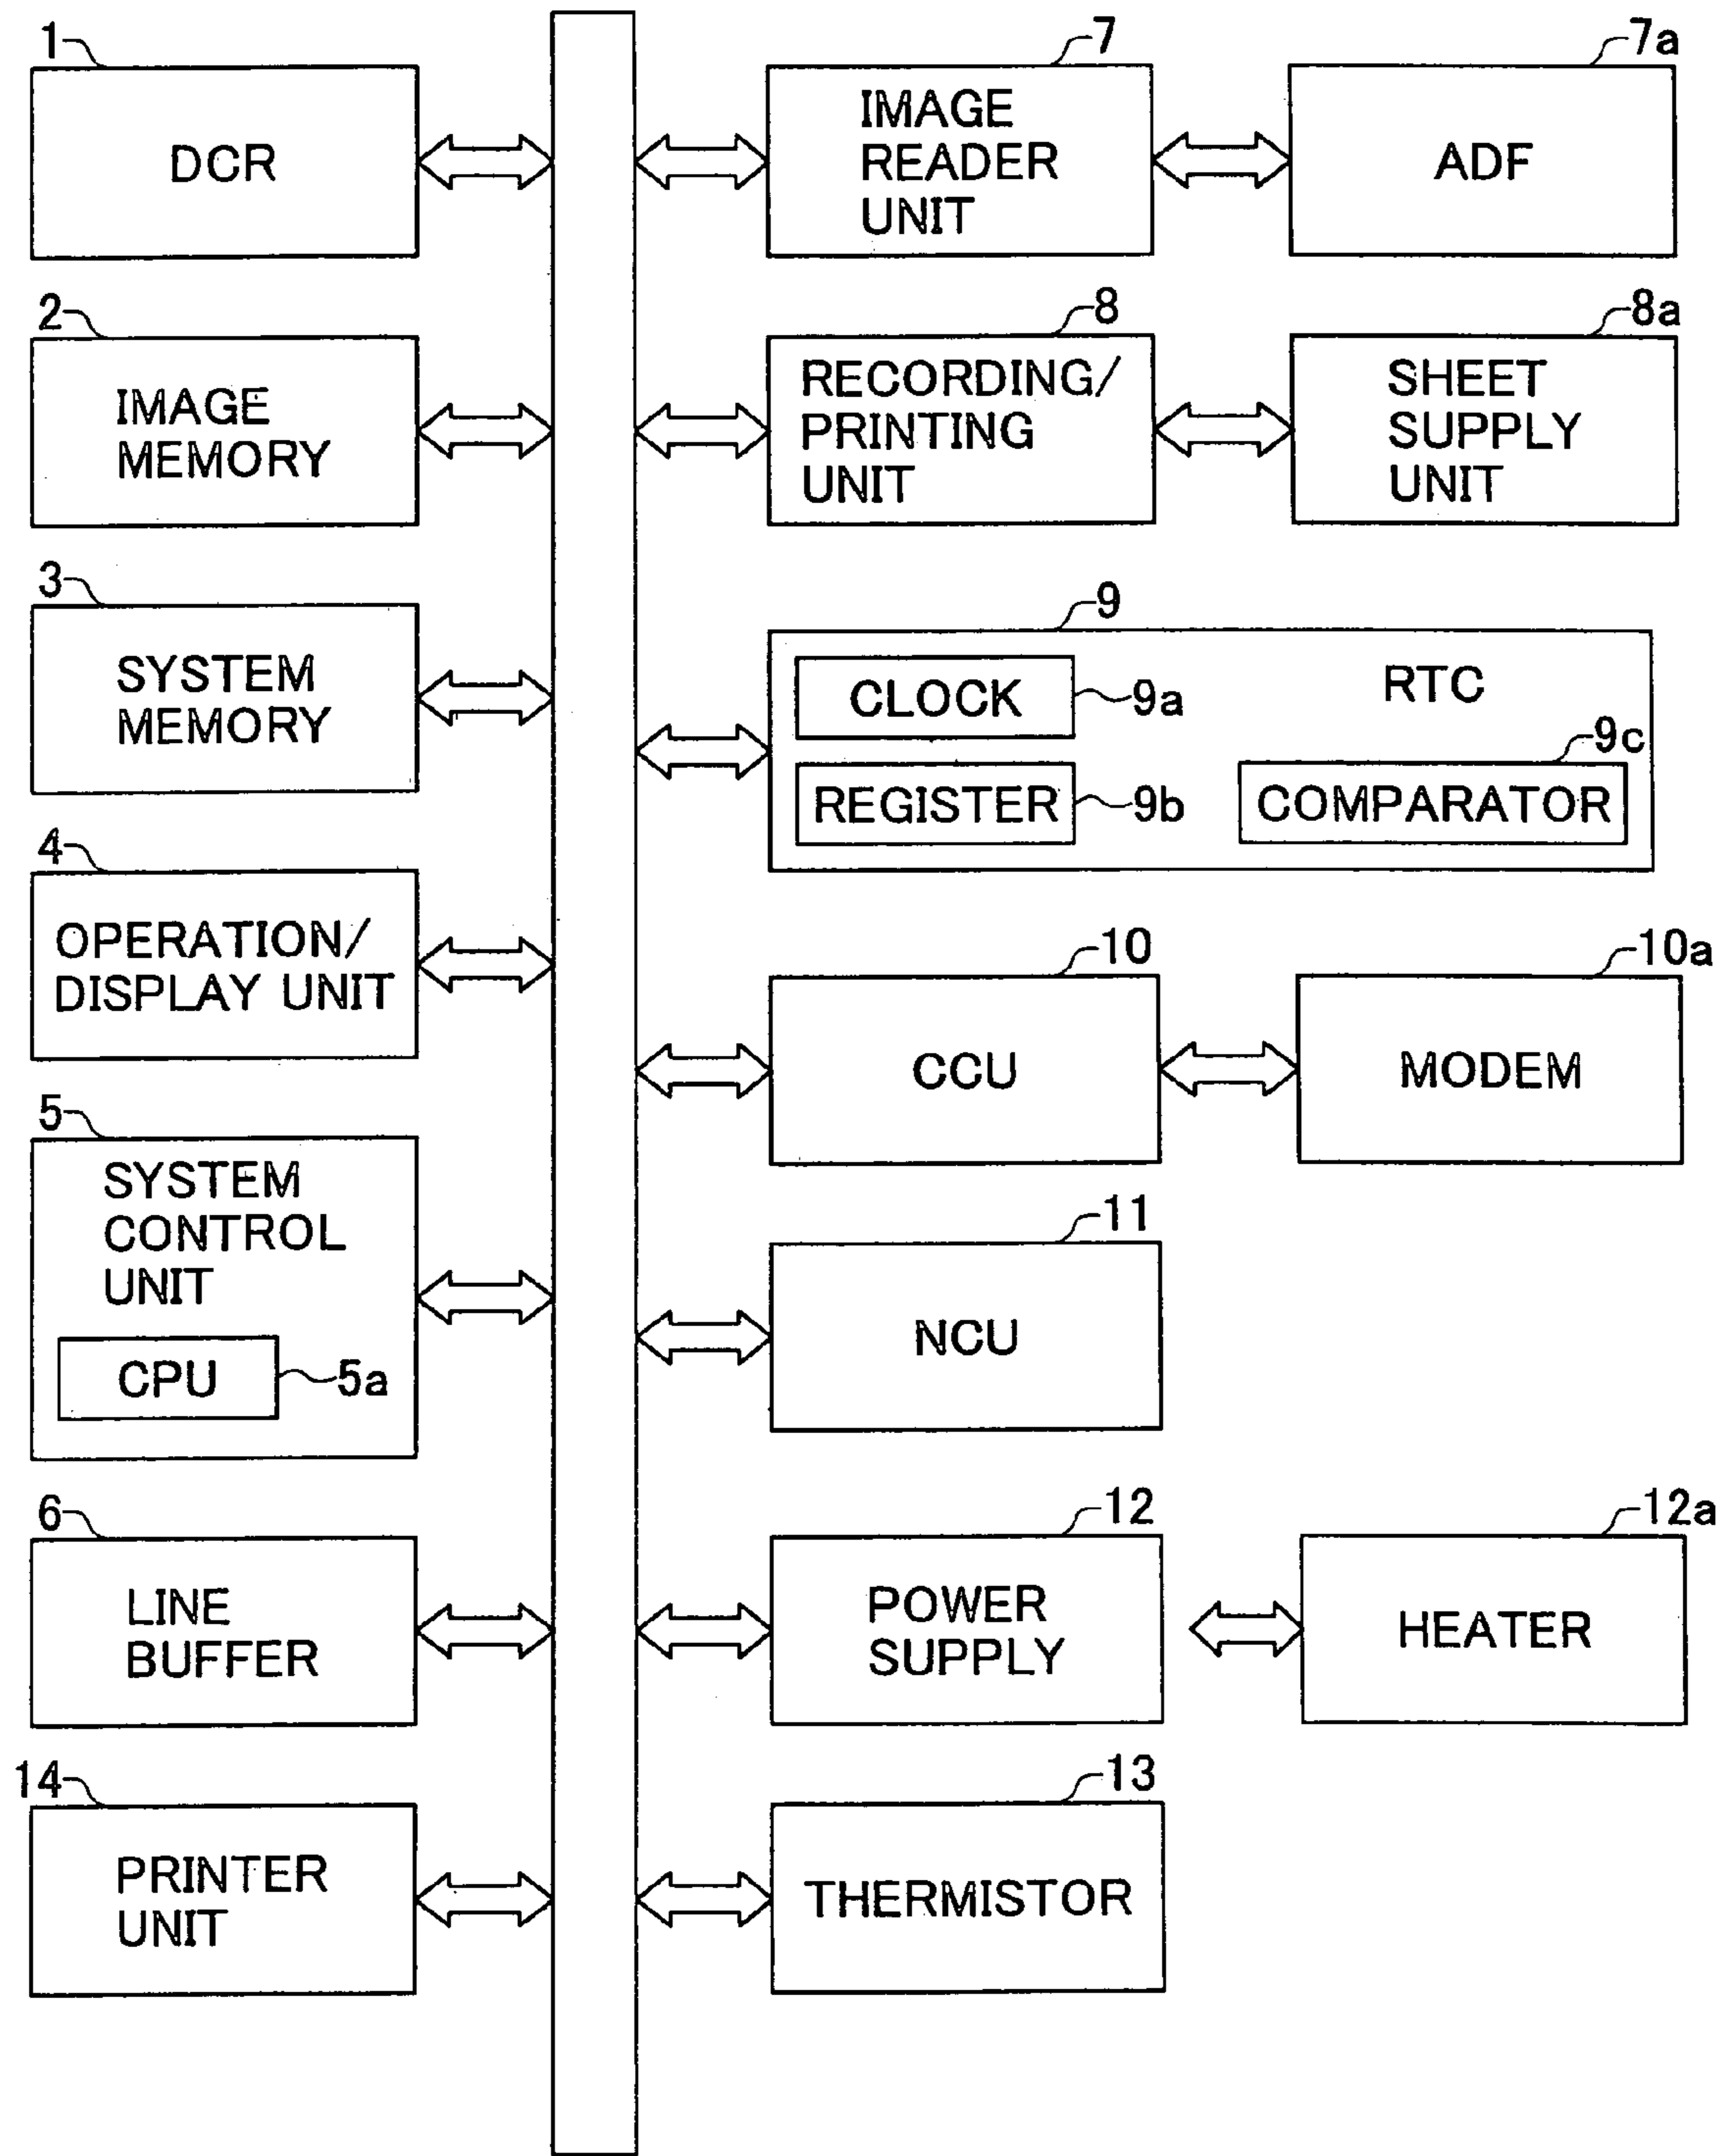 1
DCR
2
IMAGE
MEMORY
3
SYSTEM
MEMORY
4
OPERATION/
DISPLAY UNIT
5
SYSTEM
CONTROL
UNIT
CPU
5a
6
LINE
BUFFER
14
PRINTER
UNIT
7
IMAGE
READER
UNIT
7a
ADF
8
RECORDING/
PRINTING
UNIT
8a
SHEET
SUPPLY
UNIT
9
RTC
CLOCK
9a
REGISTER
9b
9c
COMPARATOR
10
CCU
10a
MODEM
11
NCU
12
POWER
SUPPLY
12a
HEATER
13
THERMISTOR